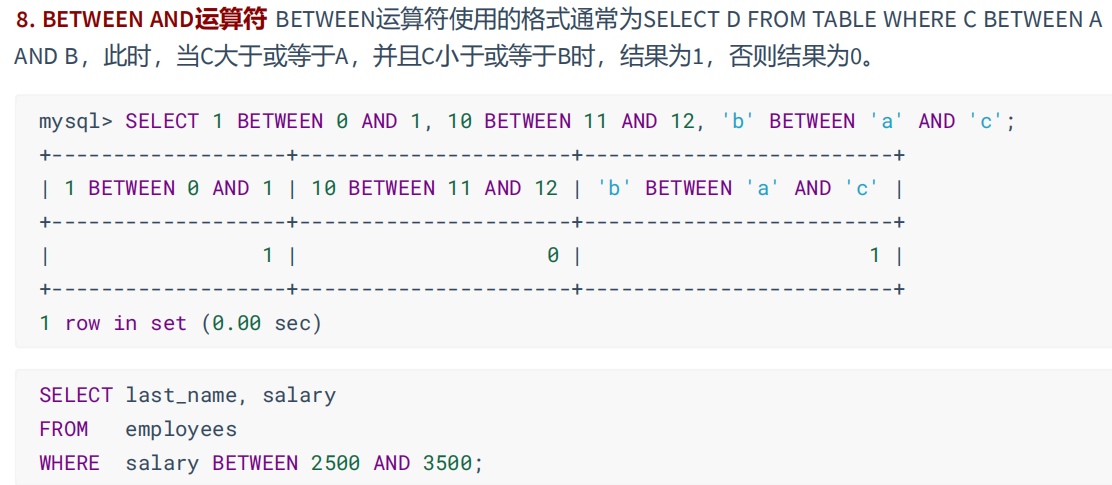 8. BETWEEN AND运算符 BETWEEN运算符使用的格式通常为SELECT D FROM TABLE WHERE C BETWEEN A
AND B，此时，当C大于或等于A，并且C小于或等于B时，结果为1，否则结果为0。
mysql> SELECT 1 BETWEEN 0 AND 1, 10 BETWEEN 11 AND 12, 'b' BETWEEN 'a' AND 'c';
+-------------------+----------------------+-------------------------+
| 1 BETWEEN 0 AND 1 | 10 BETWEEN 11 AND 12 | 'b' BETWEEN 'a' AND 'c' |
+-------------------+----------------------+-------------------------+
|                 1 |                    0 |                       1 |
+-------------------+----------------------+-------------------------+
1 row in set (0.00 sec)
SELECT last_name, salary
FROM   employees
WHERE  salary BETWEEN 2500 AND 3500;